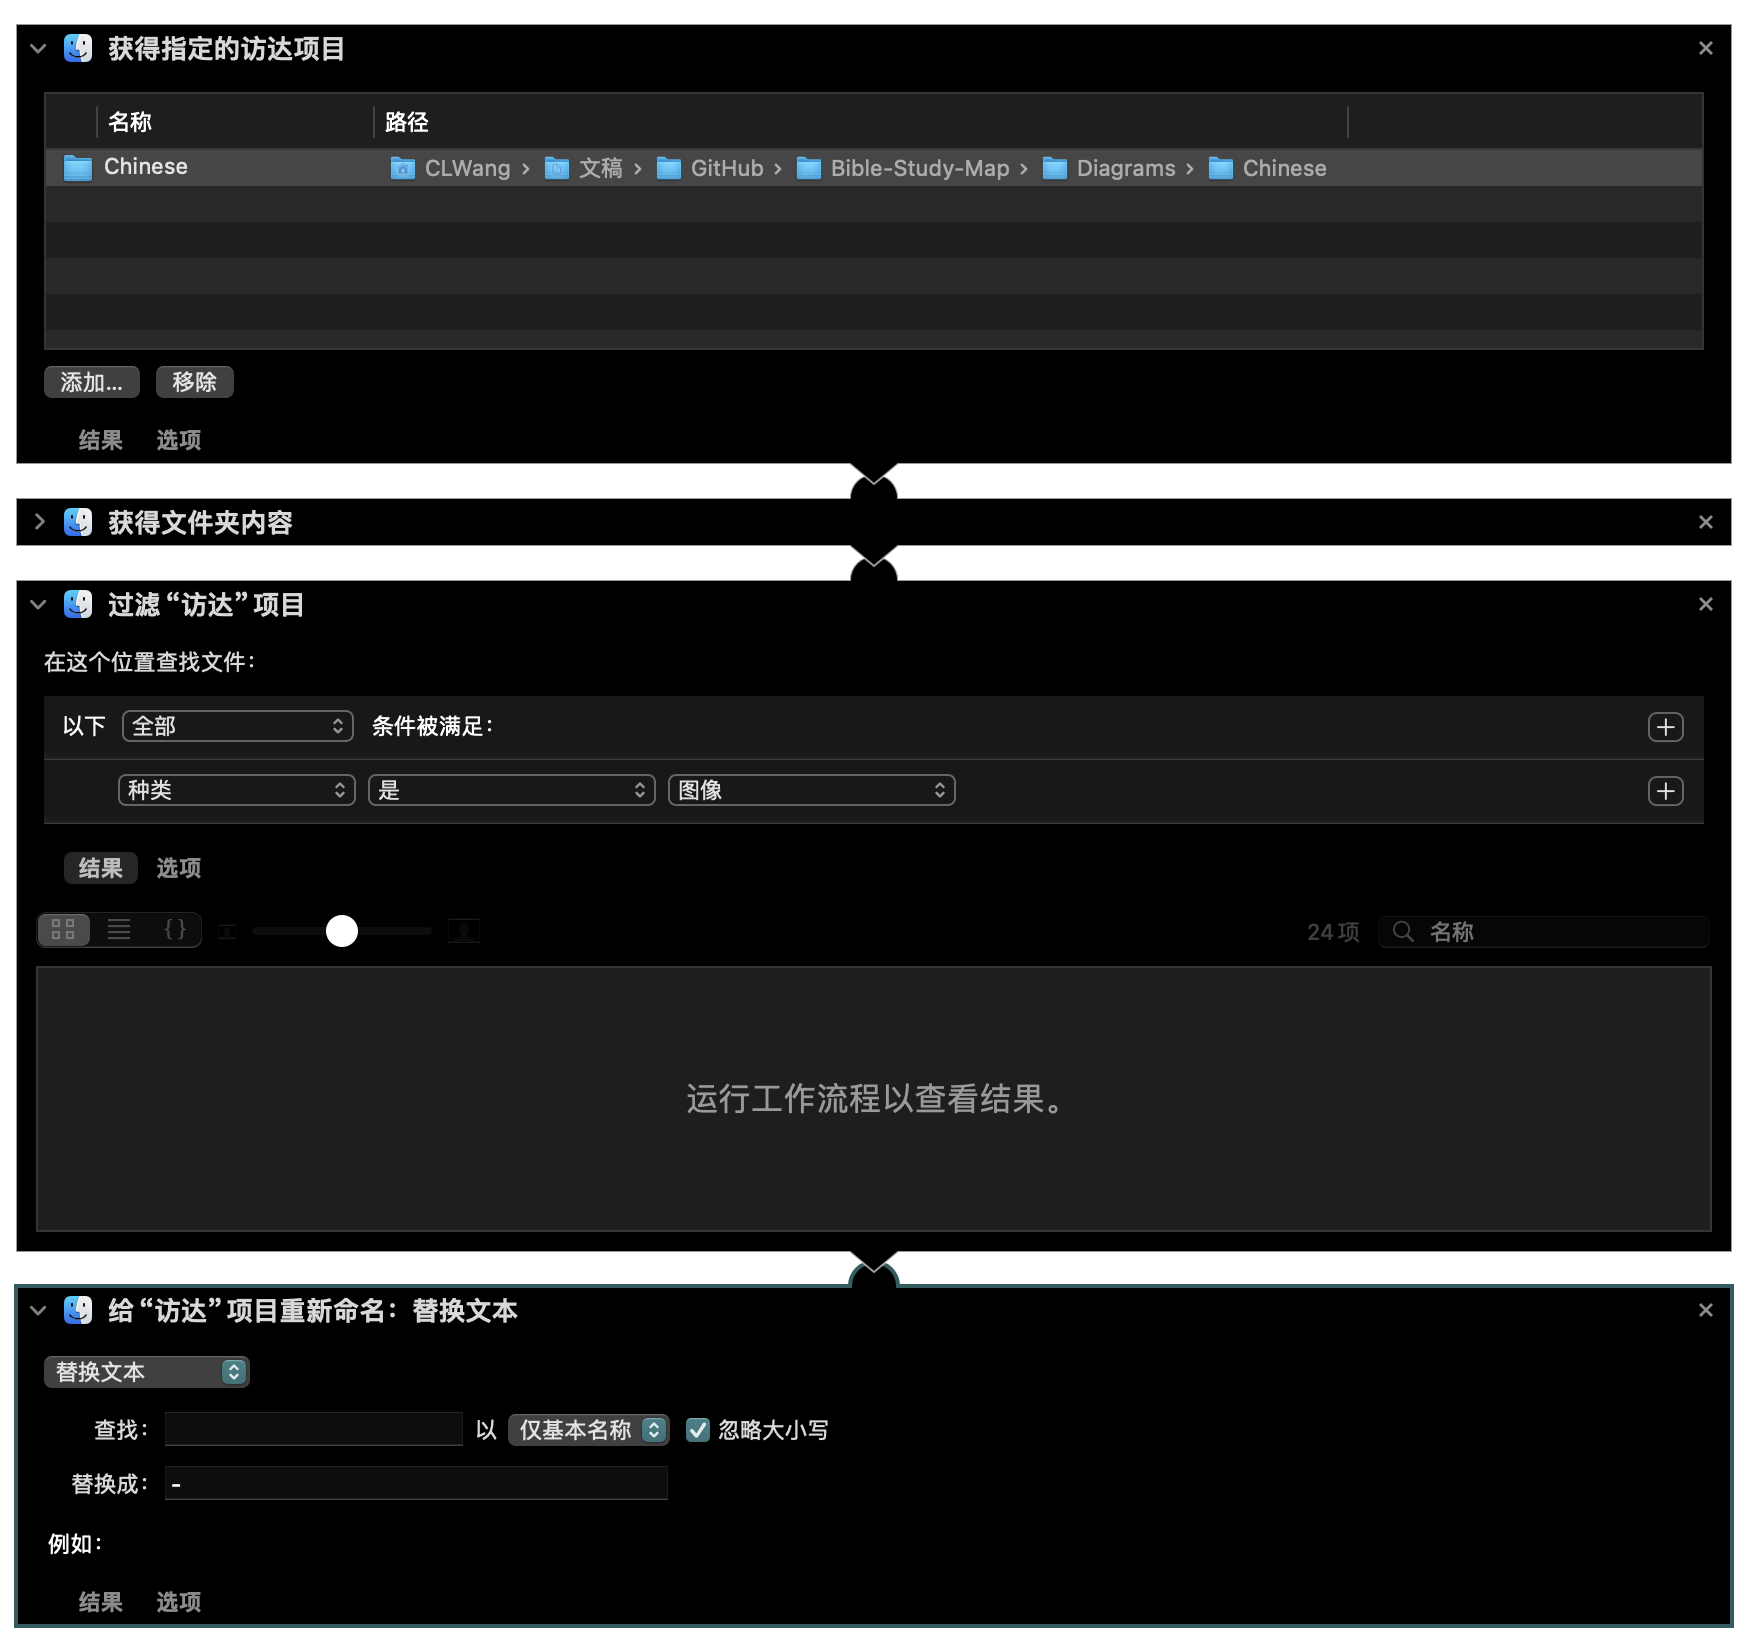 获得指定的访达项目
名称 路径
Chinese CLWang › 文稿 › GitHub › Bible-Study-Map › Diagrams › Chinese
添加... 移除
结果 选项
获得文件夹内容
过滤“访达”项目
在这个位置查找文件：
以下 全部 条件被满足：
种类 是 图像
结果 选项
{} 24 项 名称
运行工作流程以查看结果。
给“访达”项目重新命名：替换文本
替换文本
查找： 以 仅基本名称 忽略大小写
替换成： -
例如：
结果 选项